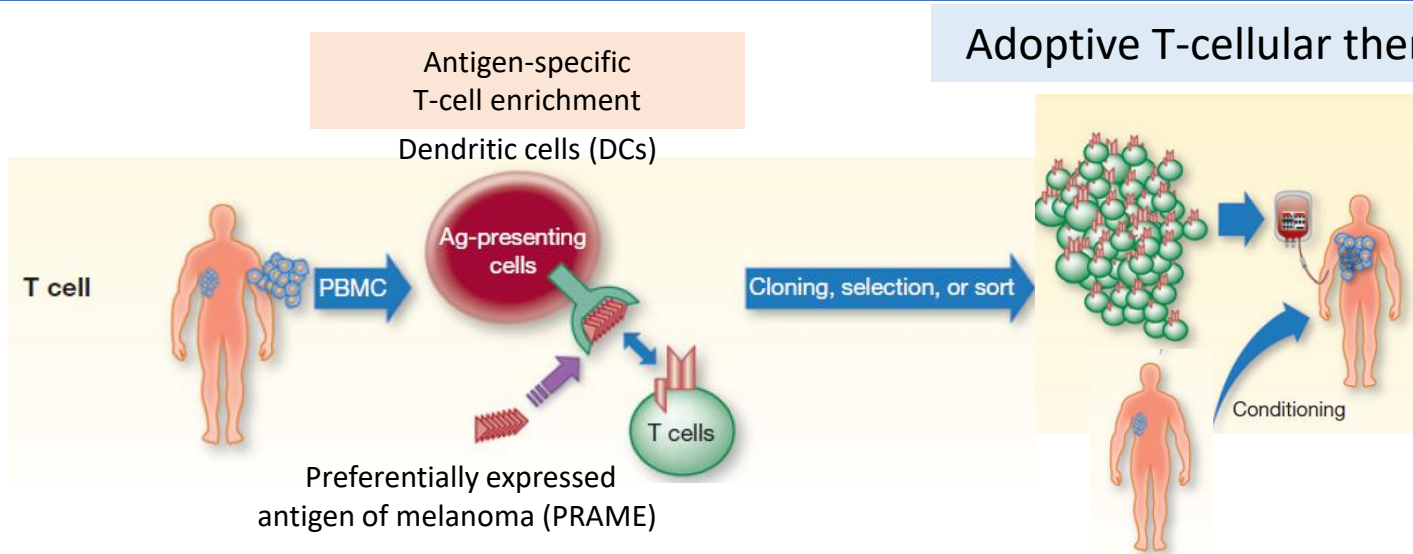 Adoptive T-cellular ther
Antigen-specific
T-cell enrichment
Dendritic cells (DCs)
Ag-presenting
cells
T cell
PBMC
Cloning, selection, or sort
T cells
Conditioning
Preferentially expressed
antigen of melanoma (PRAME)